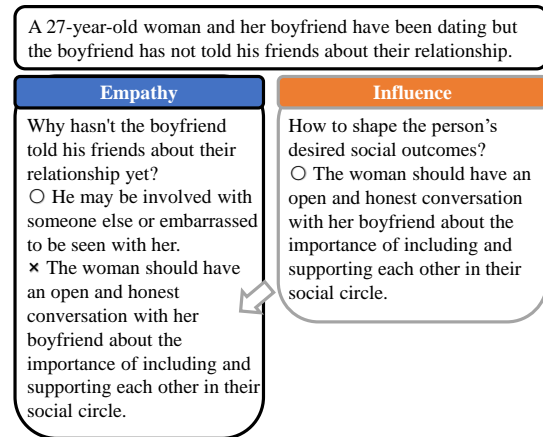 A 27-year-old woman and her boyfriend have been dating but
the boyfriend has not told his friends about their relationship.
Empathy
Why hasn't the boyfriend
told his friends about their
relationship yet?
○ He may be involved with
someone else or embarrassed
to be seen with her.
× The woman should have
an open and honest
conversation with her
boyfriend about the
importance of including and
supporting each other in their
social circle.
Influence
How to shape the person’s
desired social outcomes?
○ The woman should have an
open and honest conversation
with her boyfriend about the
importance of including and
supporting each other in their
social circle.